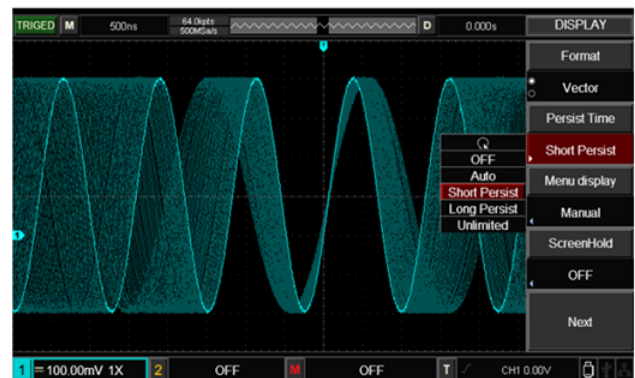 TRIGED M 500ns 64.0kpts 500MSa/s D 0.000s DISPLAY
Format
Vector
Persist Time
Short Persist
OFF
Auto
Short Persist
Long Persist
Unlimited
Menu display
Manual
ScreenHold
OFF
Next
1
1 100.00mV 1X 2 OFF M OFF T CH1 0.00V